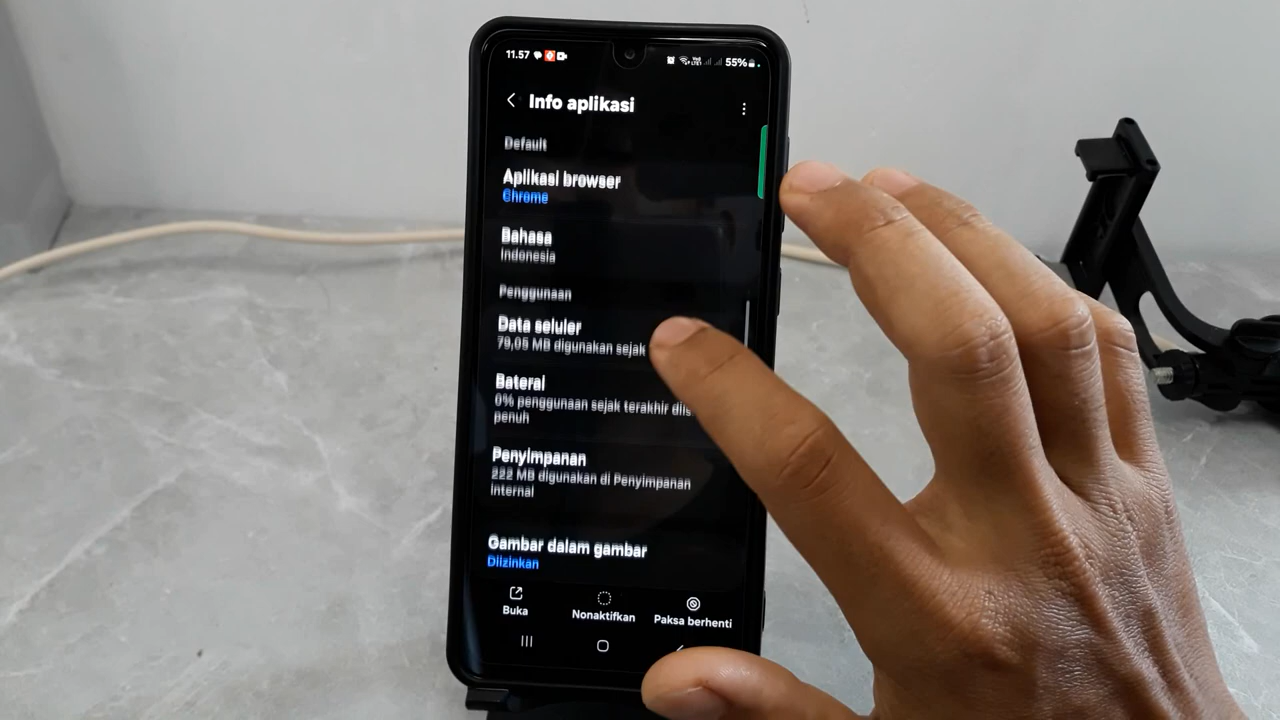 11.57
55%
Info aplikasi
Default
Aplikasi browser
Chrome
Bahasa
Indonesia
Penggunaan
Data seluler
79,05 MB digunakan sejak
Baterai
0% penggunaan sejak terakhir diis
penuh
Penyimpanan
222 MB digunakan di Penyimpanan
internal
Gambar dalam gambar
Diizinkan
Buka
Nonaktifkan
Paksa berhenti